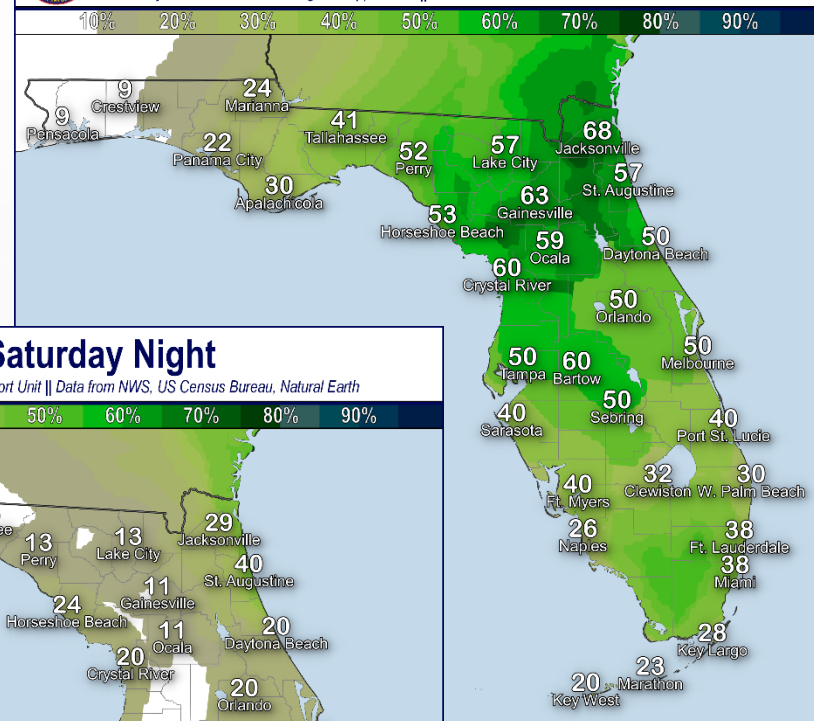 10% 20% 30% 40% 50% 60% 70% 80% 90%
9
Crestview
24
Marianna
9
Pensacola
41
Tallahassee
68
Jacksonville
22
Panama City
52
Perry
57
Lake City
57
St. Augustine
30
Apalachicola
63
Gainesville
53
Horseshoe Beach
59
Ocala
50
Daytona Beach
60
Crystal River
50
Orlando
50
Tampa
60
Bartow
50
Melbourne
40
Sarasota
50
Sebring
40
Port St. Lucie
40
Ft. Myers
32
Clewiston
30
W. Palm Beach
26
Naples
38
Ft. Lauderdale
38
Miami
28
Key Largo
23
Marathon
20
Key West
Saturday Night
ort Unit || Data from NWS, US Census Bureau, Natural Earth
50% 60% 70% 80% 90%
ee
13
Perry
13
Lake City
29
Jacksonville
40
St. Augustine
11
Gainesville
24
Horseshoe Beach
11
Ocala
20
Daytona Beach
20
Crystal River
20
Orlando